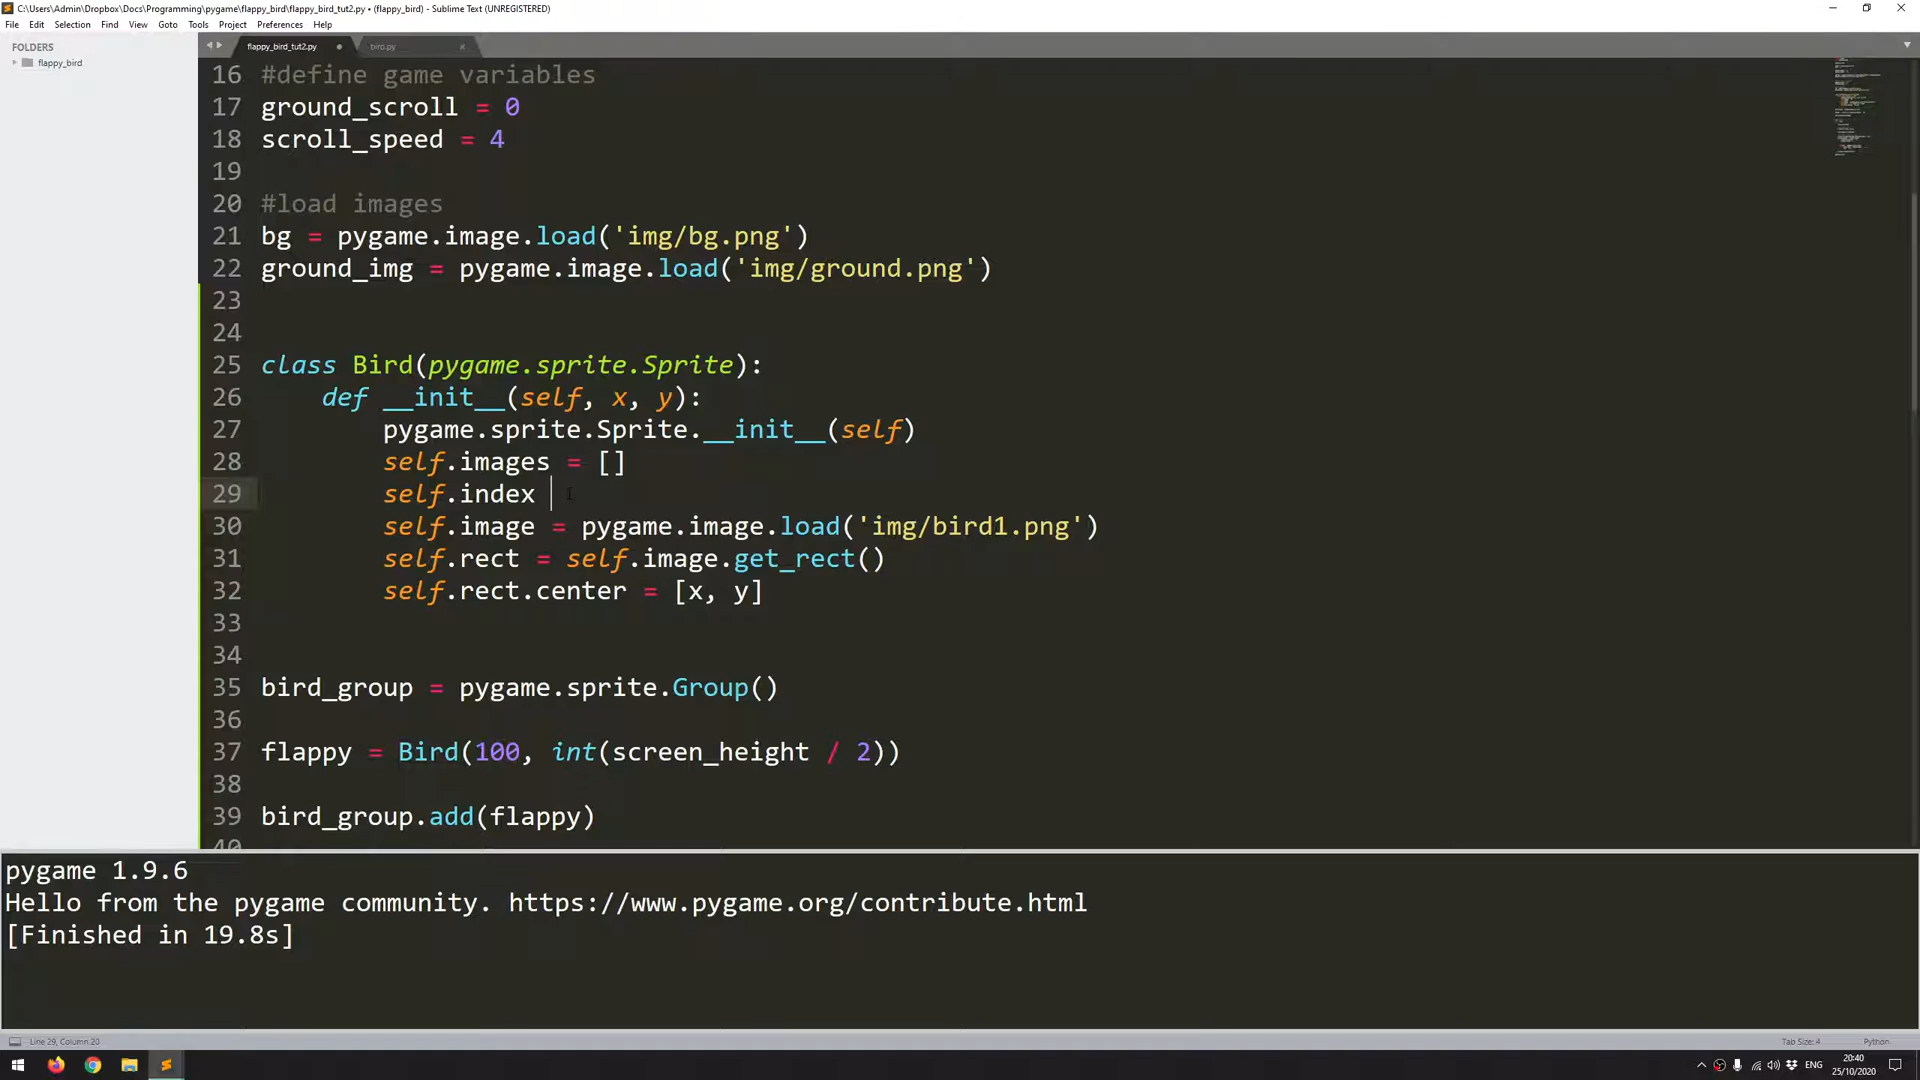 C:\Users\Admin\Dropbox\Docs\Programming\pygame\flappy_bird\flappy_bird_tut2.py • (flappy_bird) - Sublime Text (UNREGISTERED)
File Edit Selection Find View Goto Tools Project Preferences Help
FOLDERS
flappy_bird
flappy_bird_tut2.py
16 #define game variables
17 ground_scroll = 0
18 scroll_speed = 4
19
20 #load images
21 bg = pygame.image.load('img/bg.png')
22 ground_img = pygame.image.load('img/ground.png')
23
24
25 class Bird(pygame.sprite.Sprite):
26     def __init__(self, x, y):
27         pygame.sprite.Sprite.__init__(self)
28         self.images = []
29         self.index
30         self.image = pygame.image.load('img/bird1.png')
31         self.rect = self.image.get_rect()
32         self.rect.center = [x, y]
33
34
35 bird_group = pygame.sprite.Group()
36
37 flappy = Bird(100, int(screen_height / 2))
38
39 bird_group.add(flappy)
pygame 1.9.6
Hello from the pygame community. https://www.pygame.org/contribute.html
[Finished in 19.8s]
Line 29, Column 20
Tab Size: 4 Python
ENG
20:40
25/10/2020